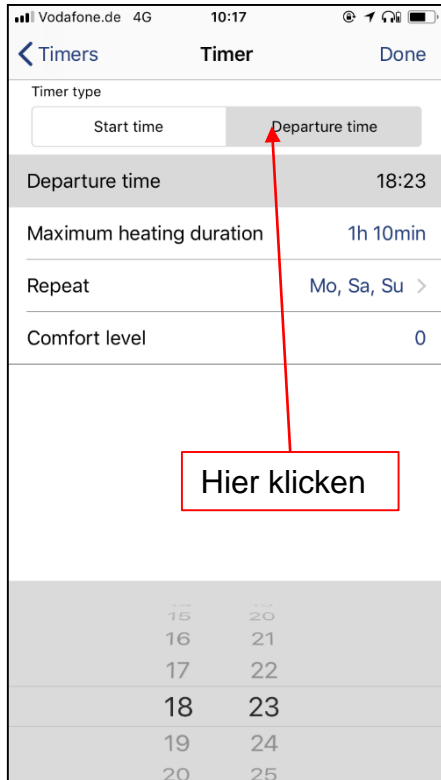 Vodafone.de 4G 10:17
Timers Timer Done
Timer type
Start time Departure time
Departure time 18:23
Maximum heating duration 1h 10min
Repeat Mo, Sa, Su >
Comfort level 0
Hier klicken
15 20
16 21
17 22
18 23
19 24
20 25